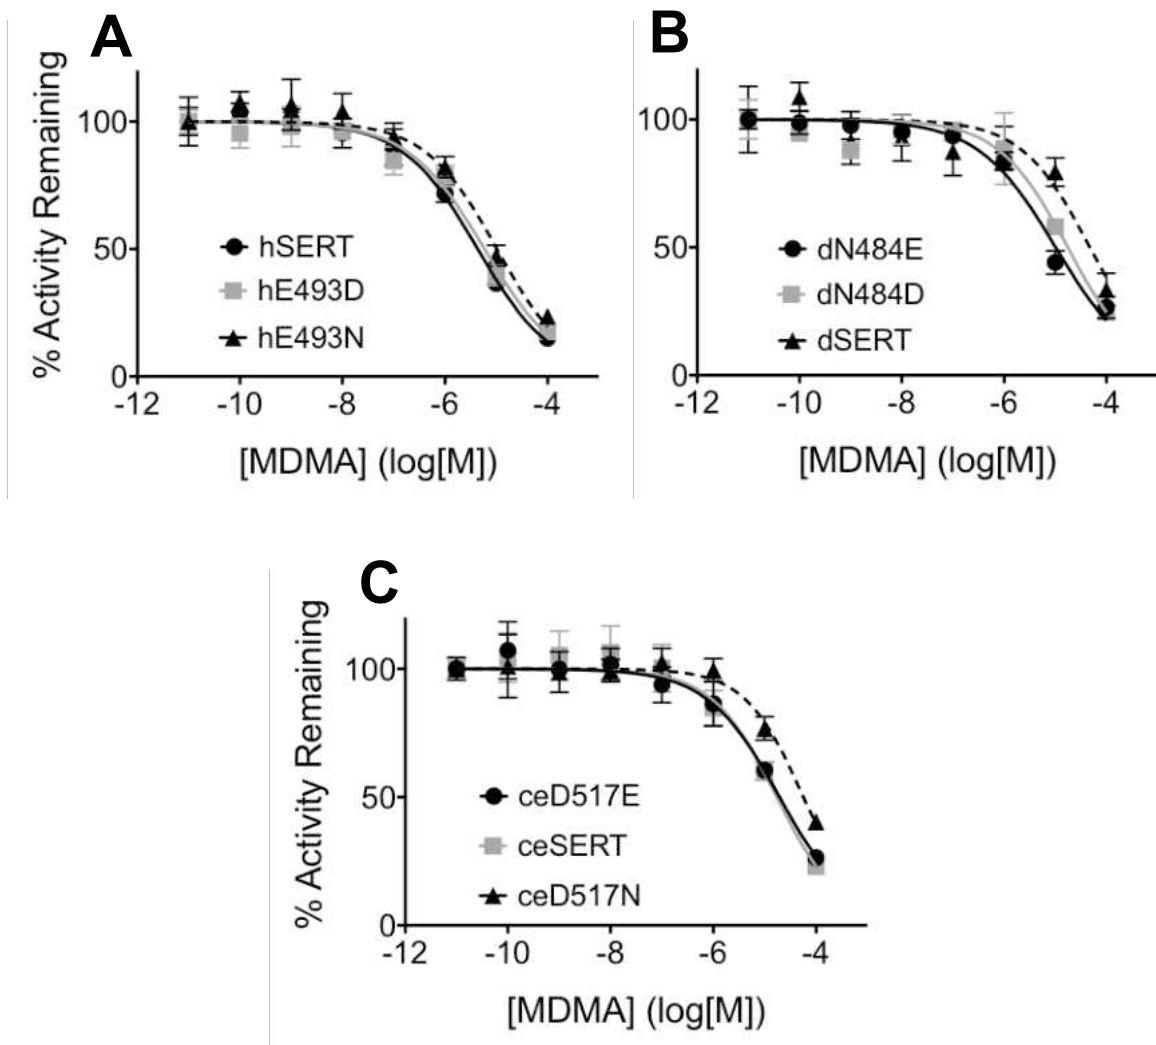 A
% Activity Remaining
100
50
0
hSERT
hE493D
hE493N
-12 -10 -8 -6 -4
[MDMA] (log[M])
B
100
50
0
dN484E
dN484D
dSERT
-12 -10 -8 -6 -4
[MDMA] (log[M])
C
% Activity Remaining
100
50
0
ceD517E
ceSERT
ceD517N
-12 -10 -8 -6 -4
[MDMA] (log[M])